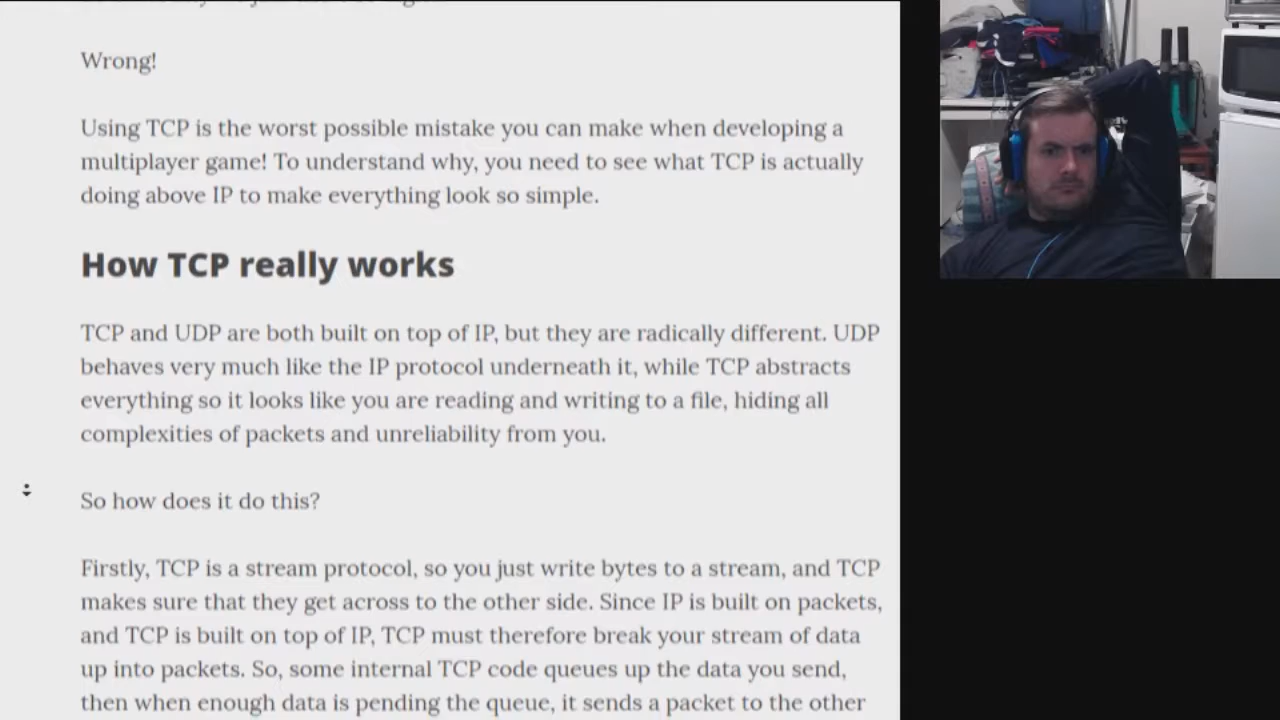 Wrong!
Using TCP is the worst possible mistake you can make when developing a
multiplayer game! To understand why, you need to see what TCP is actually
doing above IP to make everything look so simple.
How TCP really works
TCP and UDP are both built on top of IP, but they are radically different. UDP
behaves very much like the IP protocol underneath it, while TCP abstracts
everything so it looks like you are reading and writing to a file, hiding all
complexities of packets and unreliability from you.
So how does it do this?
Firstly, TCP is a stream protocol, so you just write bytes to a stream, and TCP
makes sure that they get across to the other side. Since IP is built on packets,
and TCP is built on top of IP, TCP must therefore break your stream of data
up into packets. So, some internal TCP code queues up the data you send,
then when enough data is pending the queue, it sends a packet to the other